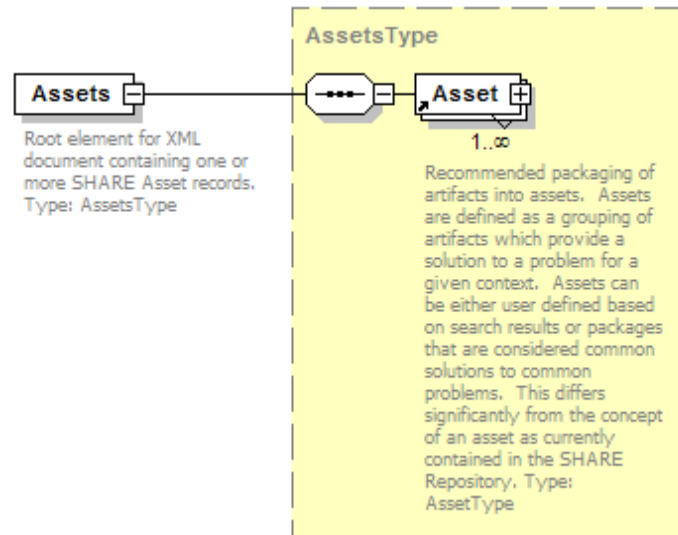 AssetsType
Assets
Asset
1..∞
Root element for XML
document containing one or
more SHARE Asset records.
Type: AssetsType
Recommended packaging of
artifacts into assets.  Assets
are defined as a grouping of
artifacts which provide a
solution to a problem for a
given context.  Assets can
be either user defined based
on search results or packages
that are considered common
solutions to common
problems.  This differs
significantly from the concept
of an asset as currently
contained in the SHARE
Repository. Type:
AssetType